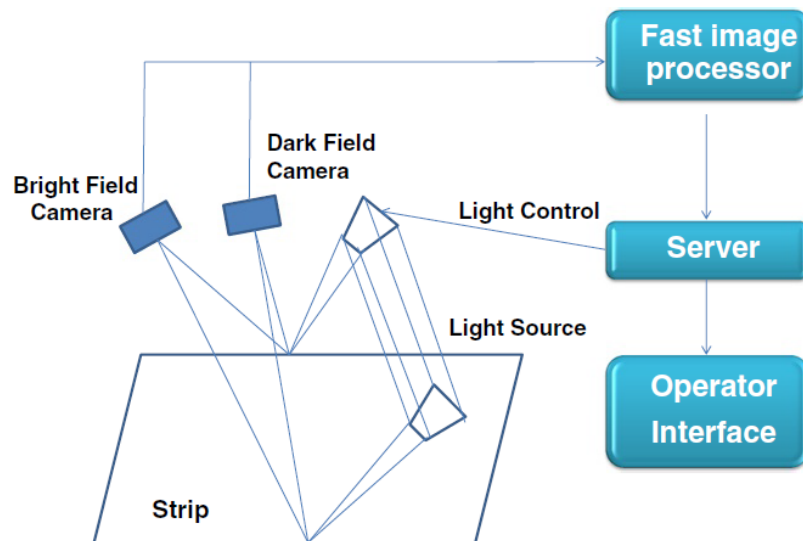 Fast image
processor
Dark Field
Camera
Bright Field
Camera
Light Control
Server
Light Source
Operator
Interface
Strip